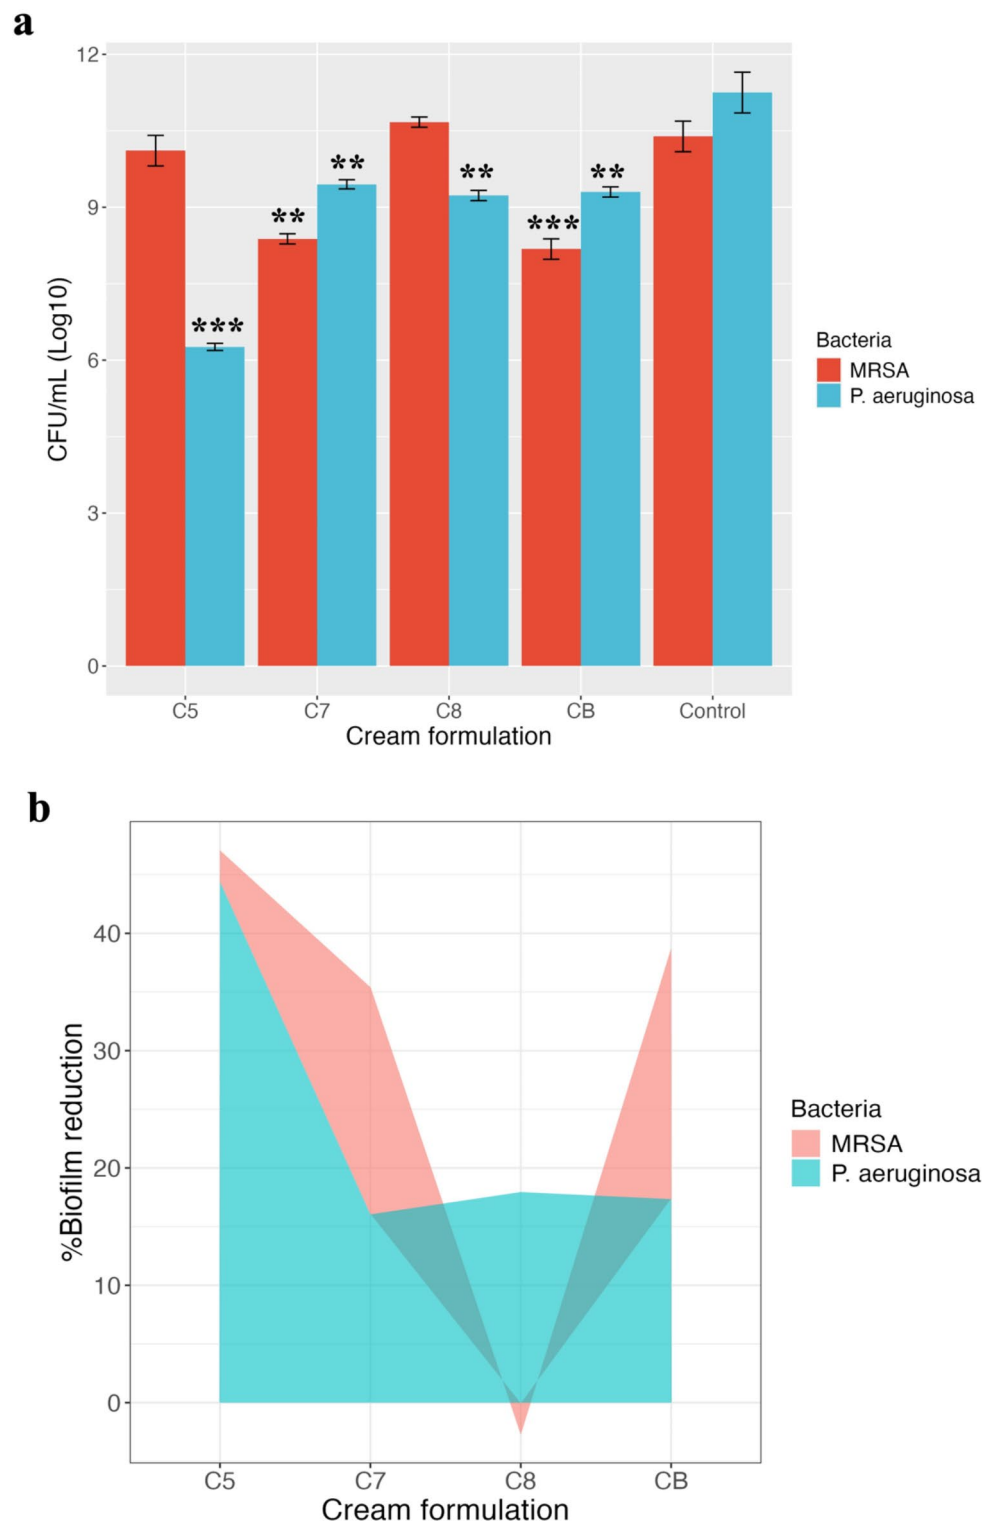 a
12
9
6
3
0
CFU/mL (Log10)
***
**
**
**
***
**
C5
C7
C8
CB
Control
Cream formulation
Bacteria
MRSA
P. aeruginosa
b
40
30
20
10
0
%Biofilm reduction
C5
C7
C8
CB
Cream formulation
Bacteria
MRSA
P. aeruginosa